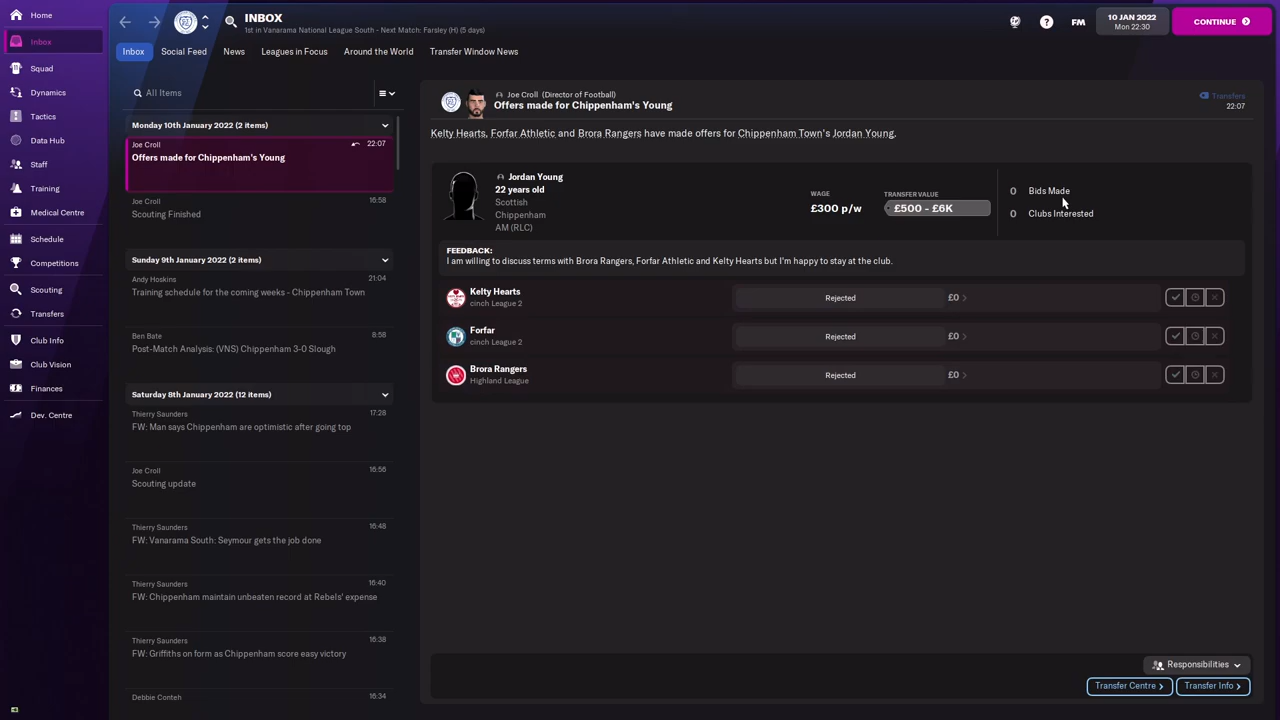 Home
Inbox
Squad
Dynamics
Tactics
Data Hub
Staff
Training
Medical Centre
Schedule
Competitions
Scouting
Transfers
Club Info
Club Vision
Finances
Dev. Centre
INBOX
1st in Vanarama National League South - Next Match: Farsley (H) (5 days)
?
FM
10 JAN 2022
Mon 22:30
CONTINUE
Inbox
Social Feed
News
Leagues in Focus
Around the World
Transfer Window News
All Items
Monday 10th January 2022 (2 items)
Joe Croll
22:07
Offers made for Chippenham's Young
Joe Croll
16:58
Scouting Finished
Sunday 9th January 2022 (2 items)
Andy Hoskins
21:04
Training schedule for the coming weeks - Chippenham Town
Ben Bate
8:58
Post-Match Analysis: (VNS) Chippenham 3-0 Slough
Saturday 8th January 2022 (12 items)
Thierry Saunders
17:28
FW: Man says Chippenham are optimistic after going top
Joe Croll
16:56
Scouting update
Thierry Saunders
16:48
FW: Vanarama South: Seymour gets the job done
Thierry Saunders
16:40
FW: Chippenham maintain unbeaten record at Rebels' expense
Thierry Saunders
16:38
FW: Griffiths on form as Chippenham score easy victory
Debbie Conteh
16:34
Joe Croll (Director of Football)
Offers made for Chippenham's Young
Transfers
22:07
Kelty Hearts, Forfar Athletic and Brora Rangers have made offers for Chippenham Town's Jordan Young.
Jordan Young
22 years old
Scottish
Chippenham
AM (RLC)
WAGE
£300 p/w
TRANSFER VALUE
£500 - £6K
0 Bids Made
0 Clubs Interested
FEEDBACK:
I am willing to discuss terms with Brora Rangers, Forfar Athletic and Kelty Hearts but I'm happy to stay at the club.
Kelty Hearts
cinch League 2
Rejected
£0
Forfar
cinch League 2
Rejected
£0
Brora Rangers
Highland League
Rejected
£0
Responsibilities
Transfer Centre
Transfer Info